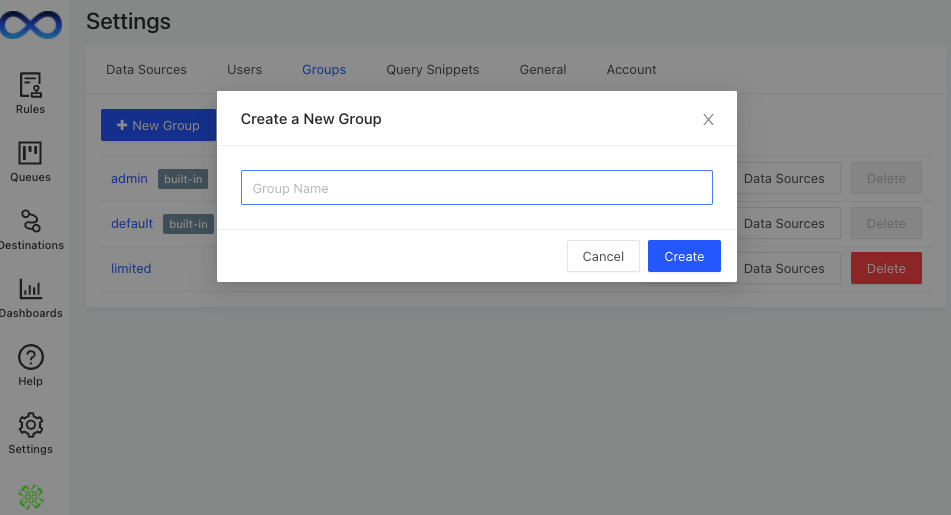 Settings
Data Sources Users Groups Query Snippets General Account
Create a New Group X
+ New Group
Group Name
admin built-in Data Sources Delete
default built-in Data Sources Delete
limited Data Sources Delete
Cancel Create
Rules
Queues
Destinations
Dashboards
Help
Settings